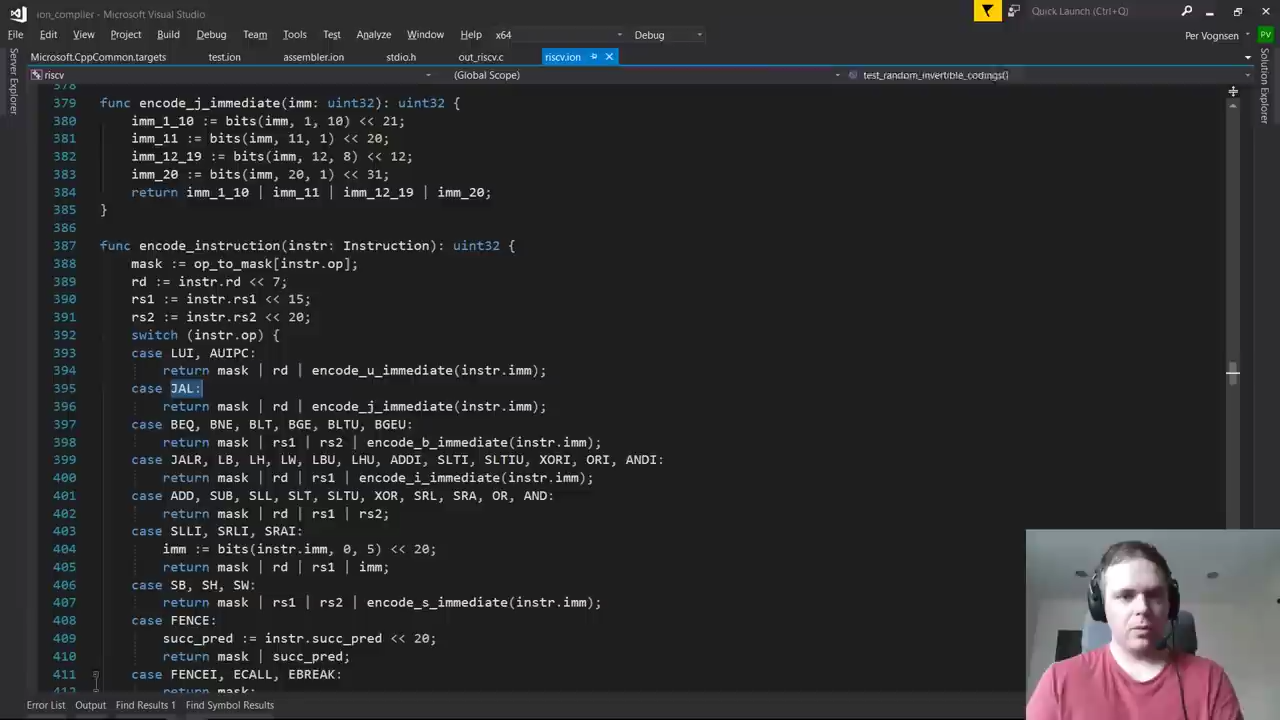 ion_compiler - Microsoft Visual Studio
Quick Launch (Ctrl+Q)
File Edit View Project Build Debug Team Tools Test Analyze Window Help x64 Debug
Per Vognsen PV
Microsoft.CppCommon.targets test.ion assembler.ion stdio.h out_riscv.c riscv.ion
riscv (Global Scope) test_random_invertible_codings()
Server Explorer
Solution Explorer
378
379 func encode_j_immediate(imm: uint32): uint32 {
380 imm_1_10 := bits(imm, 1, 10) << 21;
381 imm_11 := bits(imm, 11, 1) << 20;
382 imm_12_19 := bits(imm, 12, 8) << 12;
383 imm_20 := bits(imm, 20, 1) << 31;
384 return imm_1_10 | imm_11 | imm_12_19 | imm_20;
385 }
386
387 func encode_instruction(instr: Instruction): uint32 {
388 mask := op_to_mask[instr.op];
389 rd := instr.rd << 7;
390 rs1 := instr.rs1 << 15;
391 rs2 := instr.rs2 << 20;
392 switch (instr.op) {
393 case LUI, AUIPC:
394 return mask | rd | encode_u_immediate(instr.imm);
395 case JAL:
396 return mask | rd | encode_j_immediate(instr.imm);
397 case BEQ, BNE, BLT, BGE, BLTU, BGEU:
398 return mask | rs1 | rs2 | encode_b_immediate(instr.imm);
399 case JALR, LB, LH, LW, LBU, LHU, ADDI, SLTI, SLTIU, XORI, ORI, ANDI:
400 return mask | rd | rs1 | encode_i_immediate(instr.imm);
401 case ADD, SUB, SLL, SLT, SLTU, XOR, SRL, SRA, OR, AND:
402 return mask | rd | rs1 | rs2;
403 case SLLI, SRLI, SRAI:
404 imm := bits(instr.imm, 0, 5) << 20;
405 return mask | rd | rs1 | imm;
406 case SB, SH, SW:
407 return mask | rs1 | rs2 | encode_s_immediate(instr.imm);
408 case FENCE:
409 succ_pred := instr.succ_pred << 20;
410 return mask | succ_pred;
411 case FENCEI, ECALL, EBREAK:
412 return mask;
Error List Output Find Results 1 Find Symbol Results